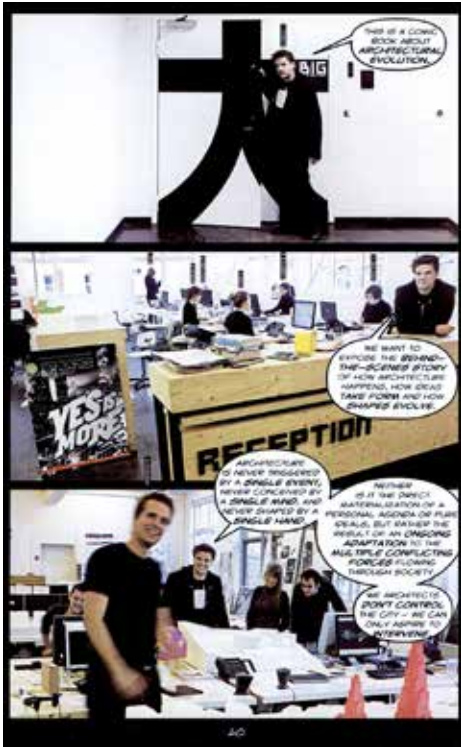 THIS IS A COMIC
BOOK ABOUT
ARCHITECTURAL
EVOLUTION.
BIG
WE WANT TO
EXPOSE THE BEHIND-
THE-SCENES STORY
OF HOW ARCHITECTURE
HAPPENS, HOW IDEAS
TAKE FORM AND HOW
SHAPES EVOLVE.
YES IS
MORE
RECEPTION
ARCHITECTURE
IS NEVER TRIGGERED
BY A SINGLE EVENT,
NEVER CONCEIVED BY
A SINGLE MIND, AND
NEVER SHAPED BY A
SINGLE HAND.
NEITHER
IS IT THE DIRECT
MATERIALIZATION OF A
PERSONAL AGENDA OR PURE
IDEALS, BUT RATHER THE
RESULT OF AN ONGOING
ADAPTATION TO THE
MULTIPLE CONFLICTING
FORCES FLOWING
THROUGH SOCIETY.
WE ARCHITECTS
DON'T CONTROL
THE CITY – WE CAN
ONLY ASPIRE TO
INTERVENE.